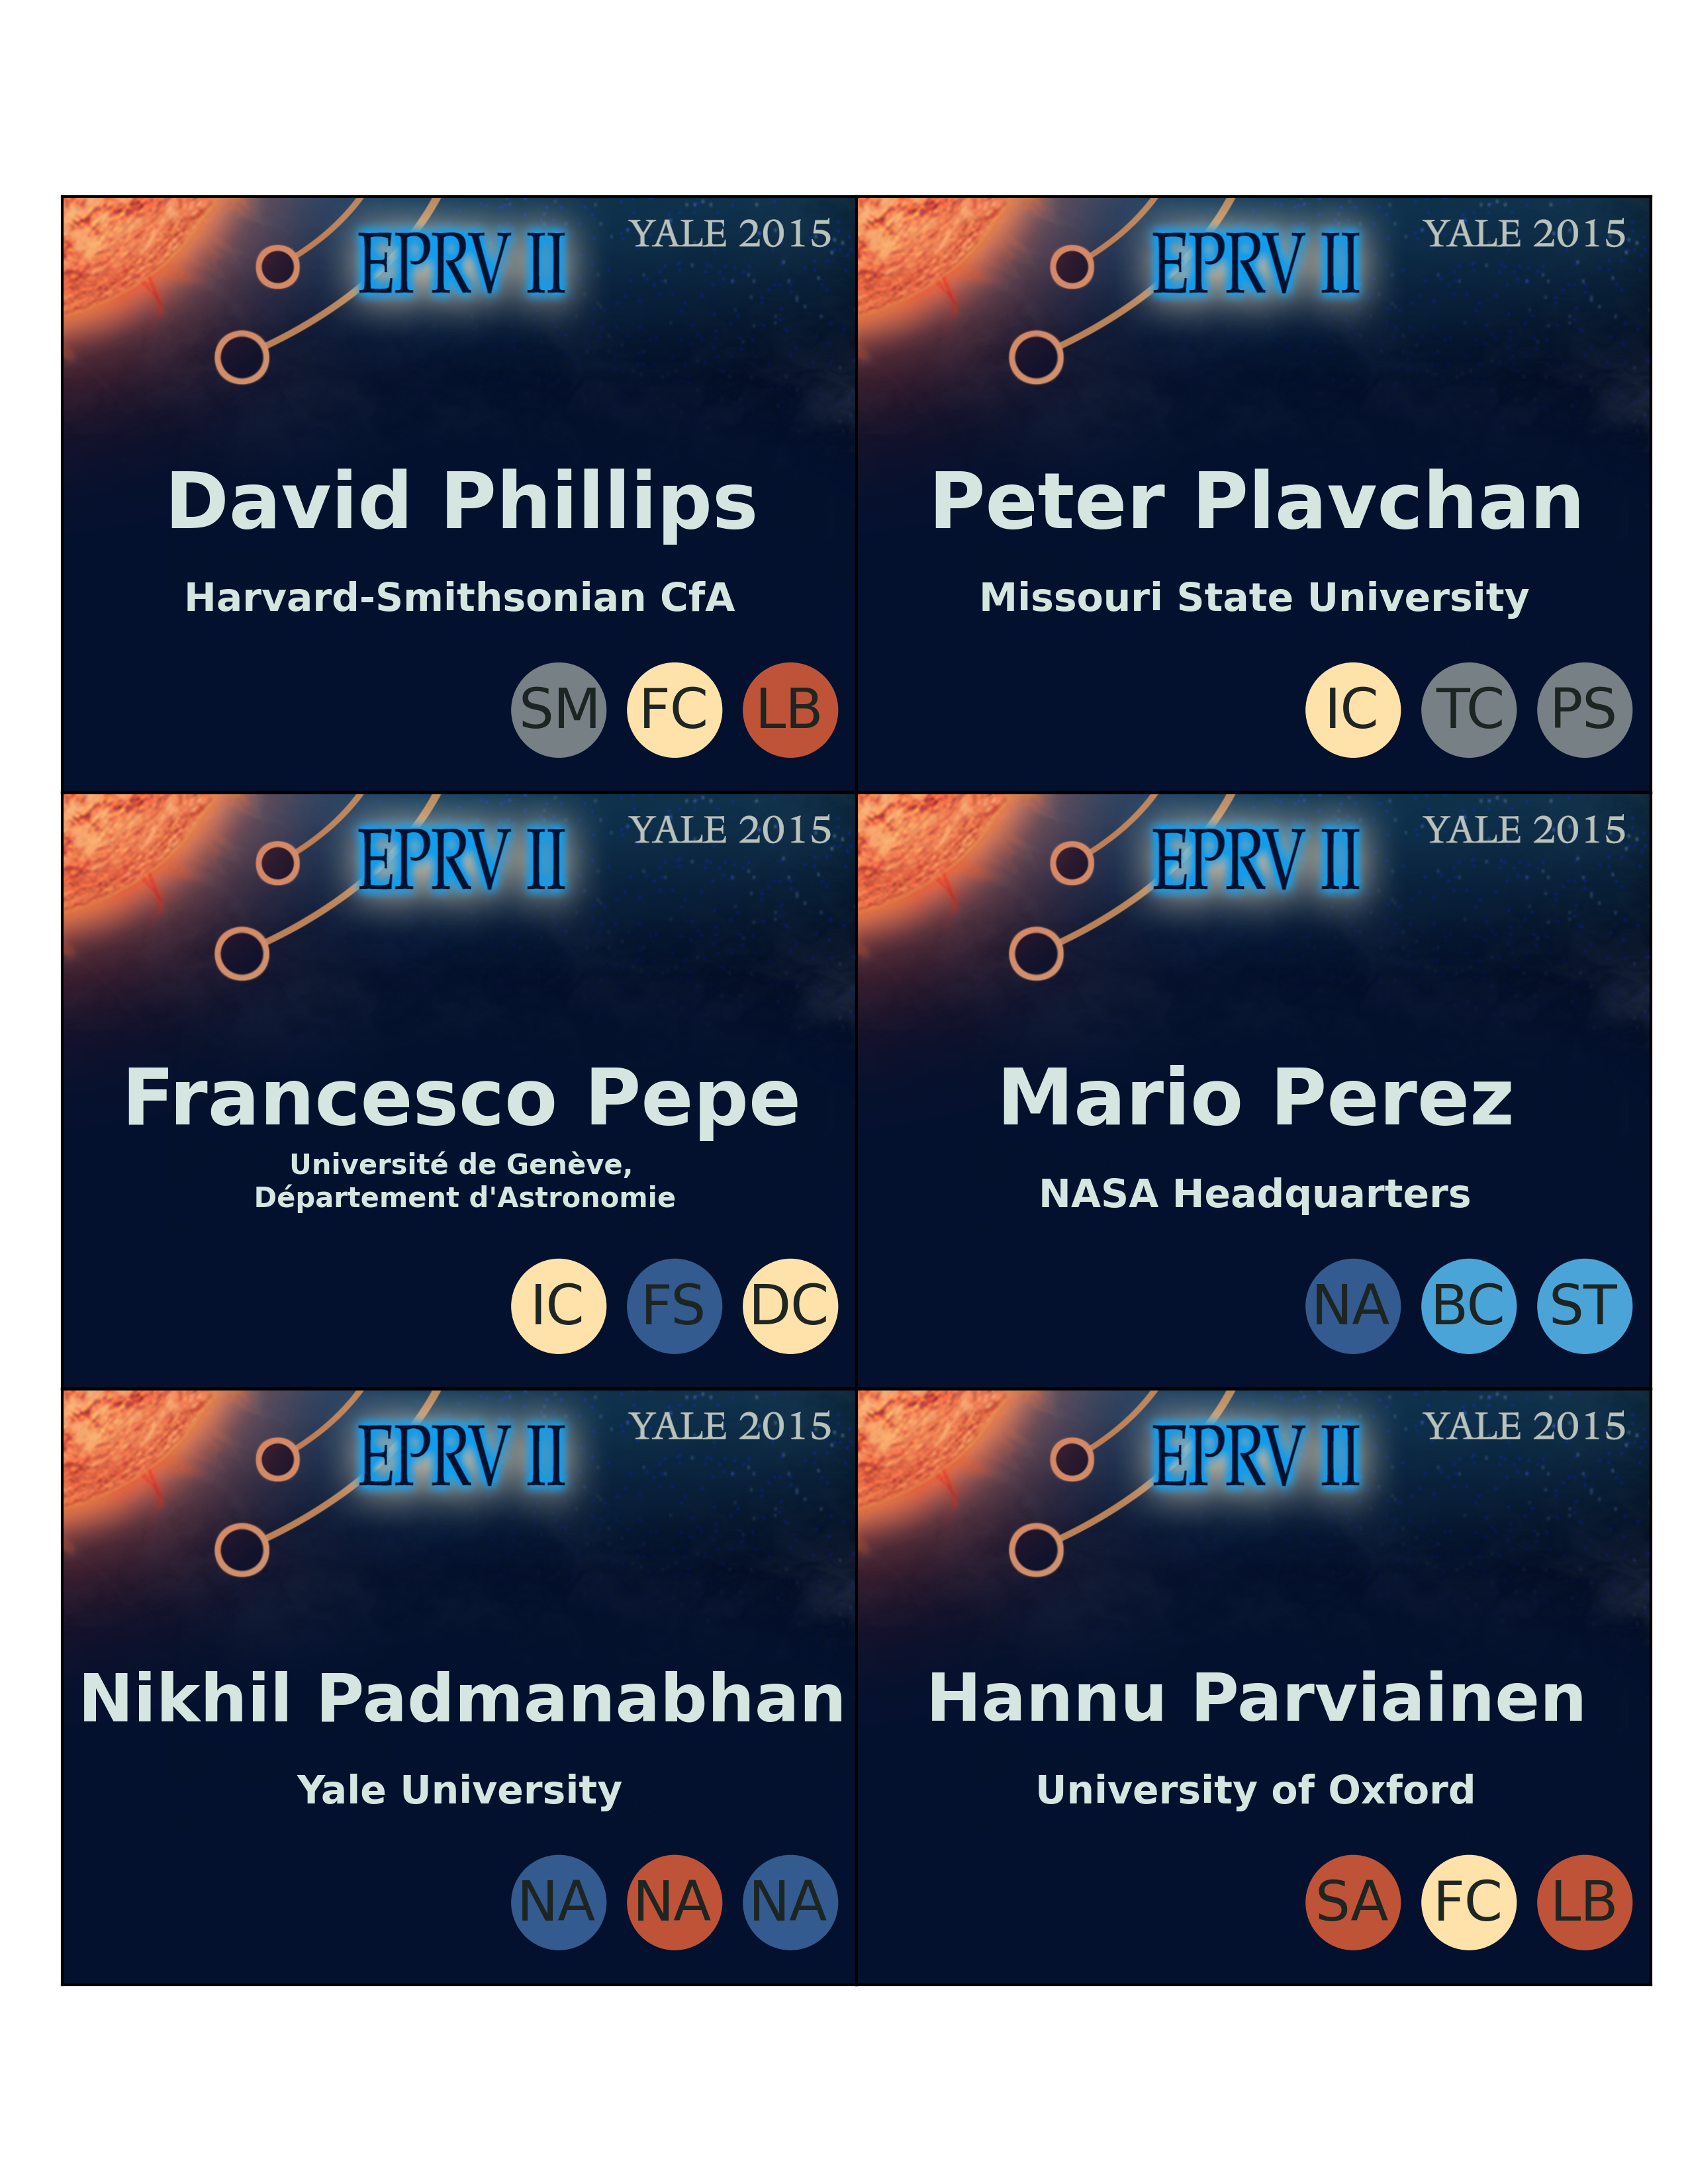 EPRV II
YALE 2015
David Phillips
Harvard-Smithsonian CfA
SM FC LB
EPRV II
YALE 2015
Peter Plavchan
Missouri State University
IC TC PS
EPRV II
YALE 2015
Francesco Pepe
Université de Genève,
Département d'Astronomie
IC FS DC
EPRV II
YALE 2015
Mario Perez
NASA Headquarters
NA BC ST
EPRV II
YALE 2015
Nikhil Padmanabhan
Yale University
NA NA NA
EPRV II
YALE 2015
Hannu Parviainen
University of Oxford
SA FC LB